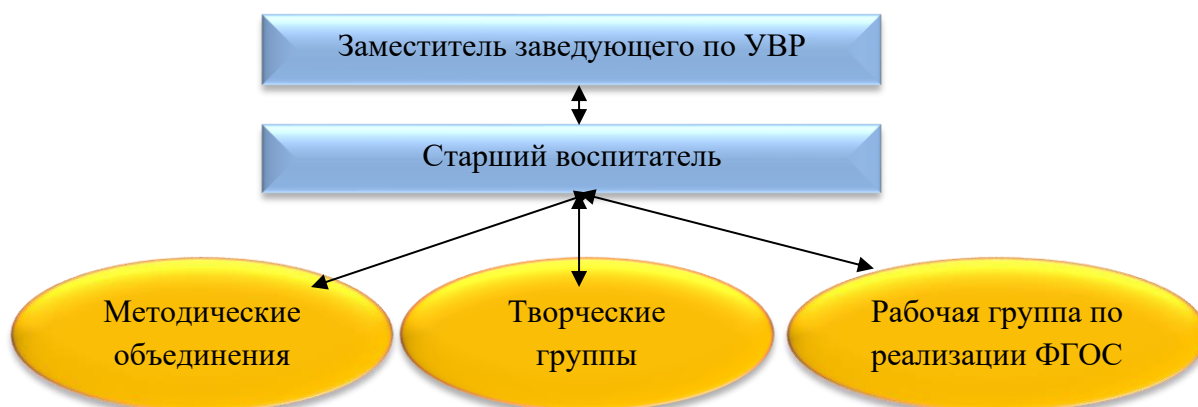 Заместитель заведующего по УВР
Старший воспитатель
Методические
объединения
Творческие
группы
Рабочая группа по
реализации ФГОС